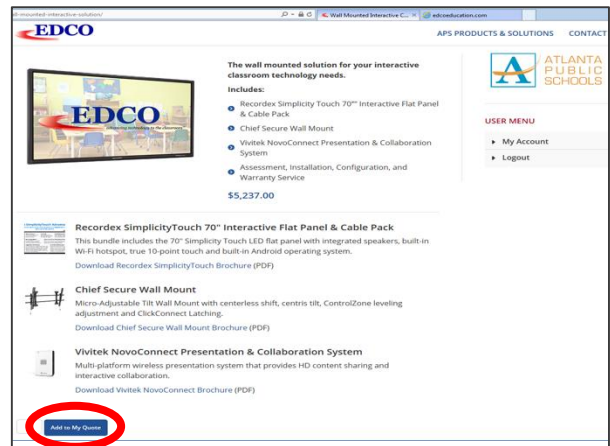 ll-mounted-interactive-solution/
Wall Mounted Interactive C...
edcoeducation.com
EDCO
APS PRODUCTS & SOLUTIONS CONTACT
The wall mounted solution for your interactive
classroom technology needs.
Includes:
Recordex Simplicity Touch 70"" Interactive Flat Panel
& Cable Pack
Chief Secure Wall Mount
Vivitek NovoConnect Presentation & Collaboration
System
Assessment, Installation, Configuration, and
Warranty Service
$5,237.00
EDCO
ATLANTA
PUBLIC
SCHOOLS
USER MENU
My Account
Logout
Recordex SimplicityTouch 70" Interactive Flat Panel & Cable Pack
This bundle includes the 70" Simplicity Touch LED flat panel with integrated speakers, built-in
Wi-Fi hotspot, true 10-point touch and built-in Android operating system.
Download Recordex SimplicityTouch Brochure (PDF)
Chief Secure Wall Mount
Micro-Adjustable Tilt Wall Mount with centerless shift, centris tilt, ControlZone leveling
adjustment and ClickConnect Latching.
Download Chief Secure Wall Mount Brochure (PDF)
Vivitek NovoConnect Presentation & Collaboration System
Multi-platform wireless presentation system that provides HD content sharing and
interactive collaboration.
Download Vivitek NovoConnect Brochure (PDF)
Add to My Quote